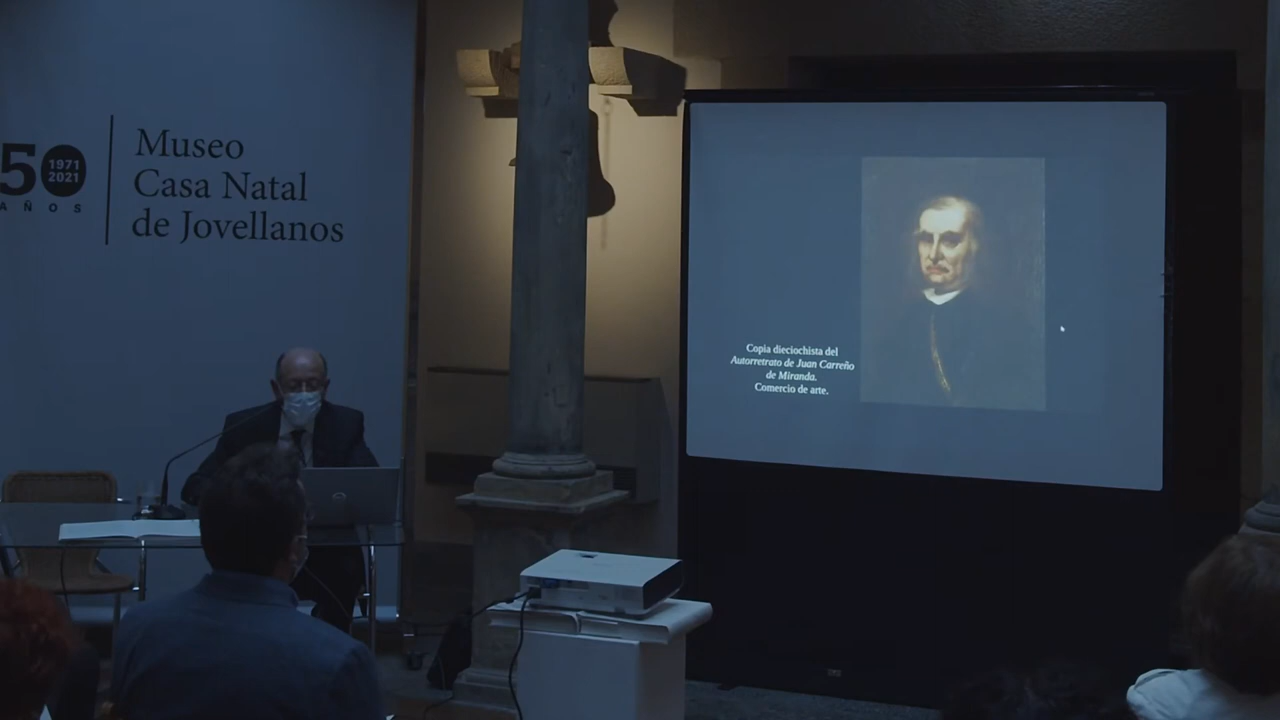 50
1971
2021
AÑOS
Museo
Casa Natal
de Jovellanos
Copia dieciochista del
Autorretrato de Juan Carreño
de Miranda.
Comercio de arte.